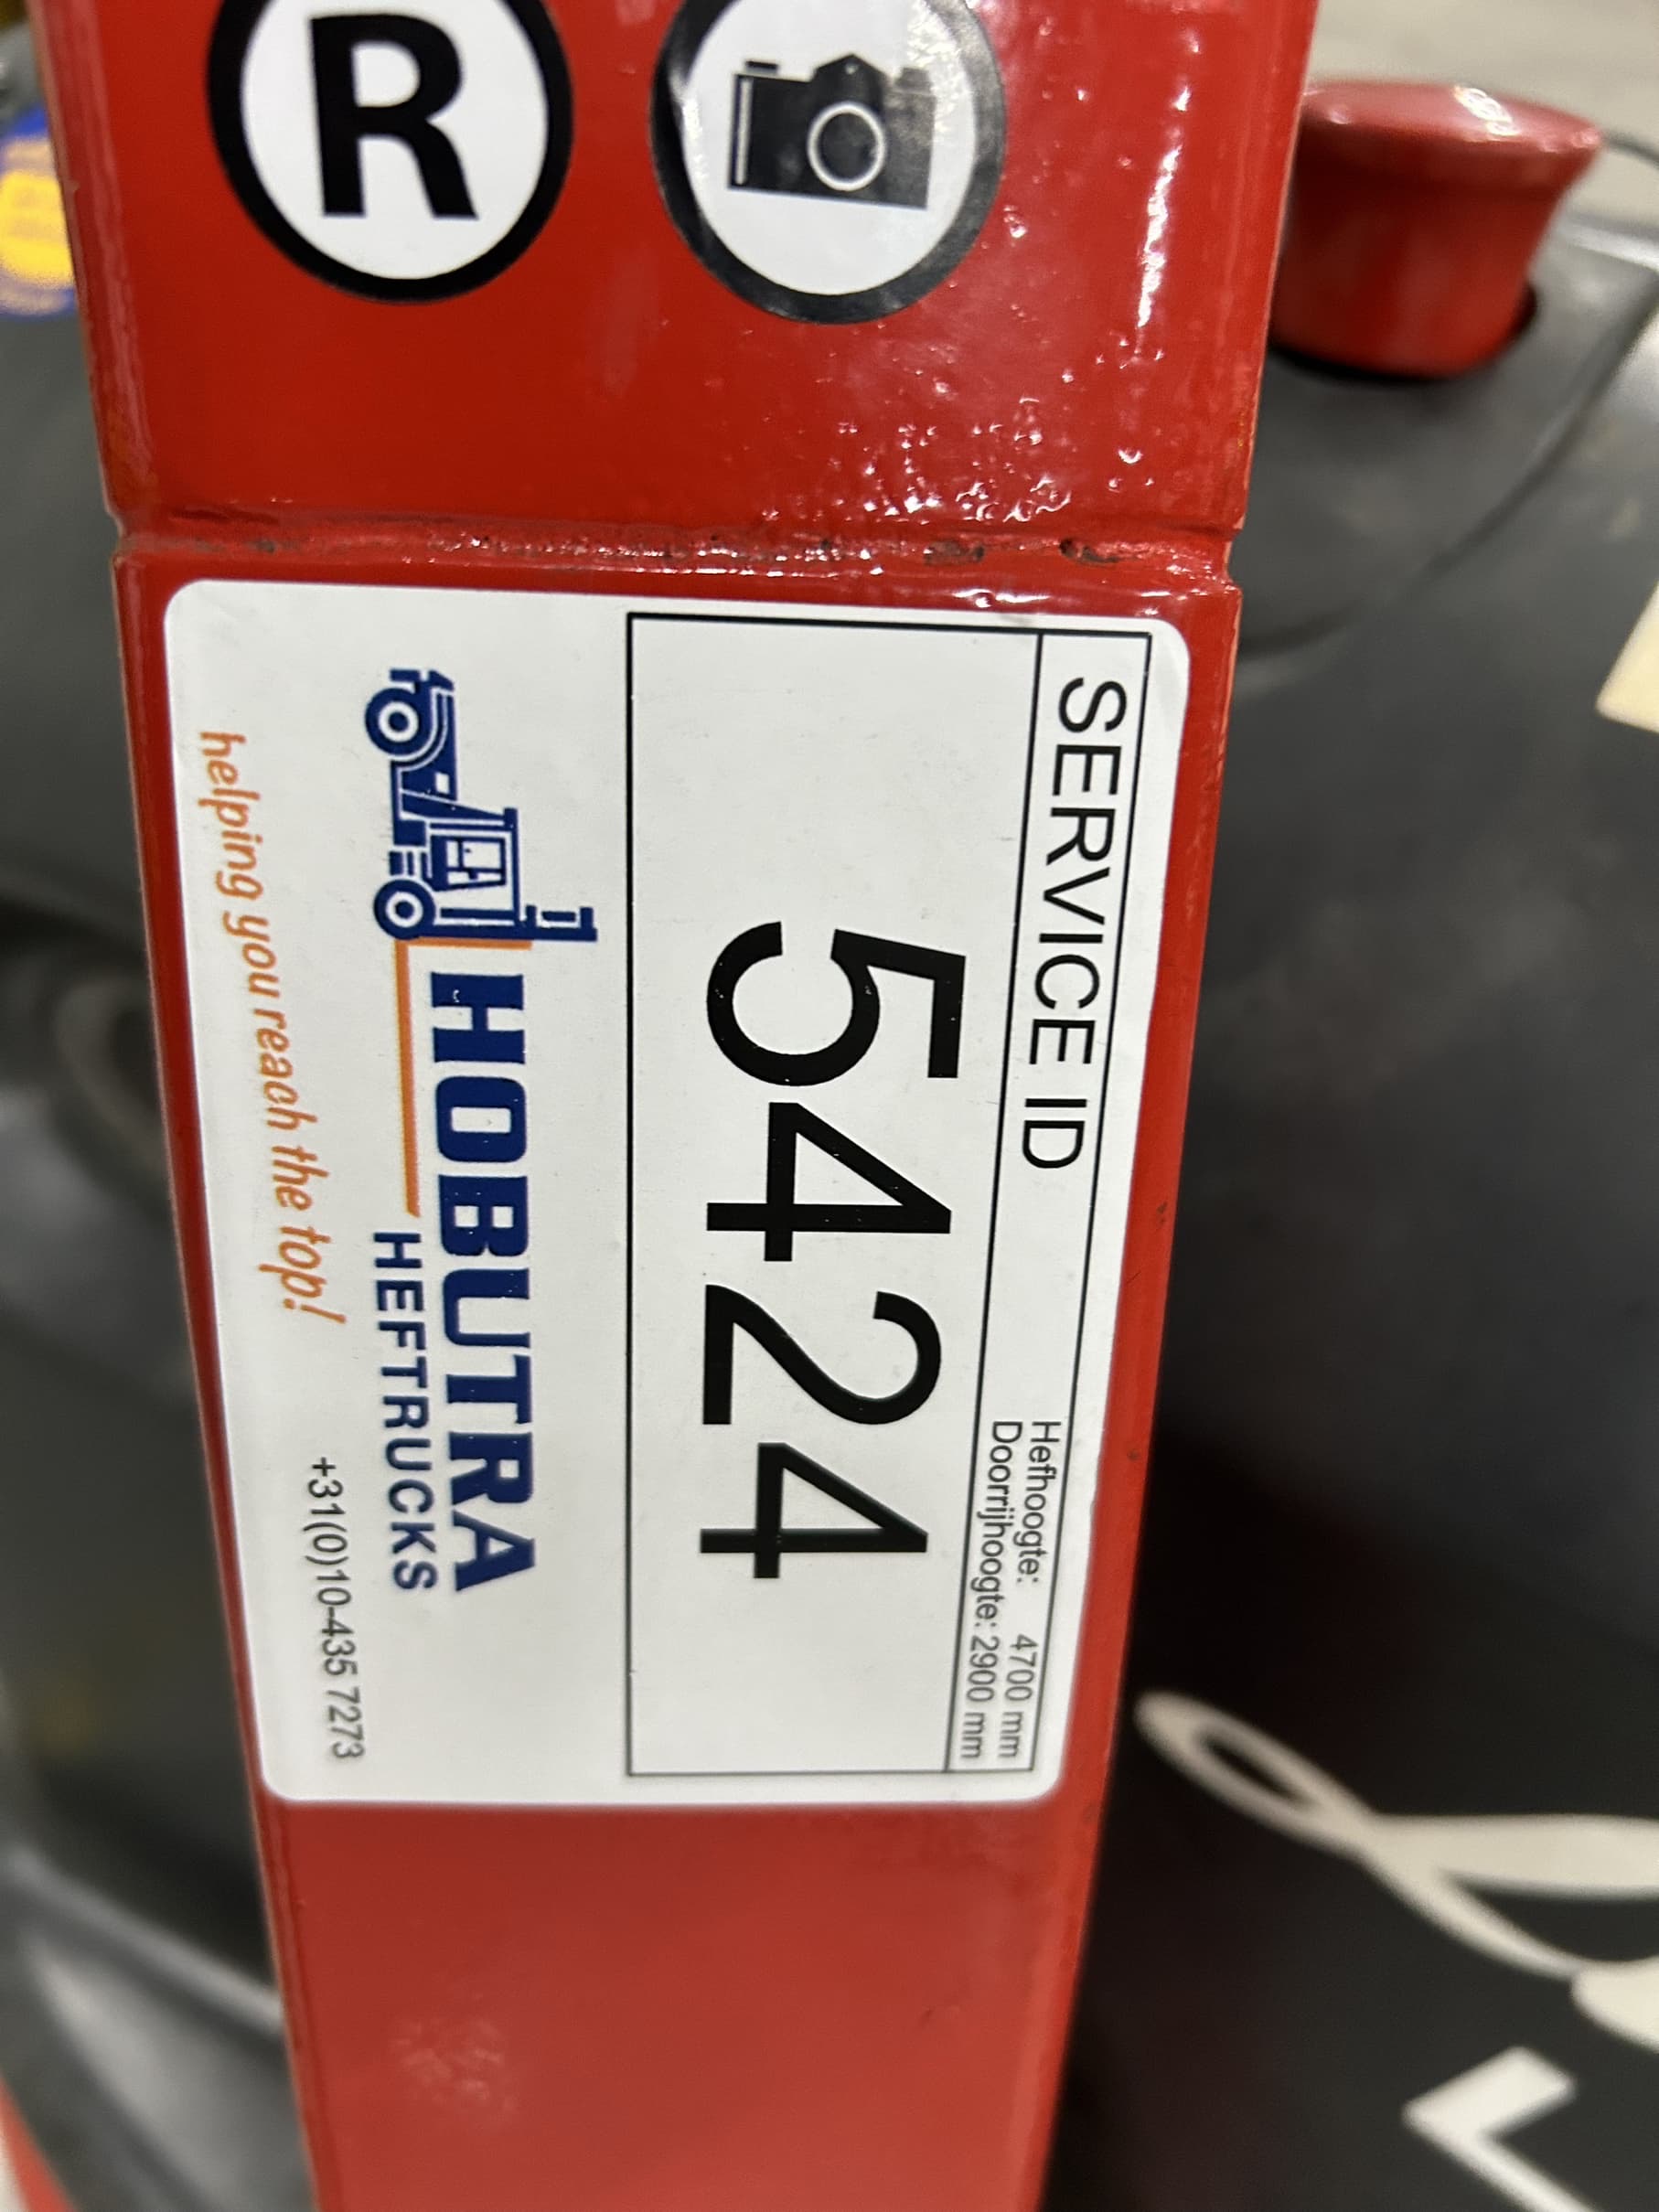 R
SERVICE ID
Hefhoogte: 4700 mm
Doorrijhoogte: 2900 mm
5424
HOBUTRA
HEFTRUCKS
helping you reach the top!
+31(0)10-435 7273